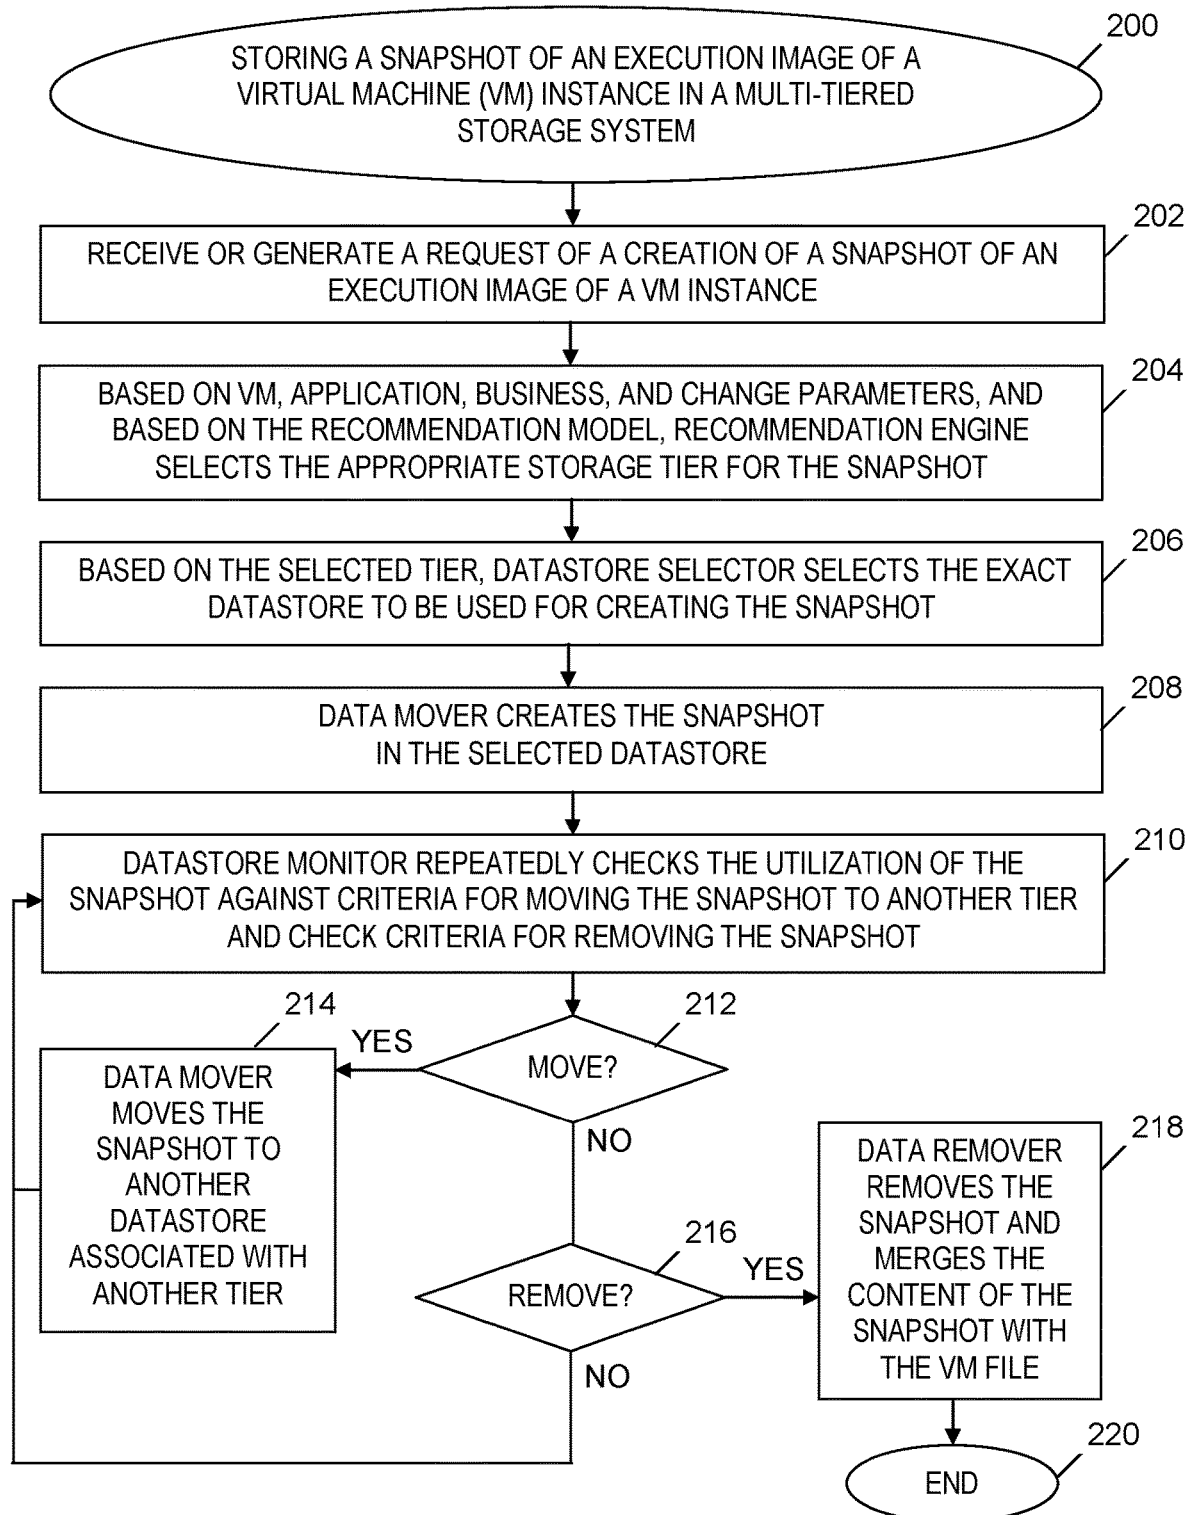 200
STORING A SNAPSHOT OF AN EXECUTION IMAGE OF A
VIRTUAL MACHINE (VM) INSTANCE IN A MULTI-TIERED
STORAGE SYSTEM
202
RECEIVE OR GENERATE A REQUEST OF A CREATION OF A SNAPSHOT OF AN
EXECUTION IMAGE OF A VM INSTANCE
204
BASED ON VM, APPLICATION, BUSINESS, AND CHANGE PARAMETERS, AND
BASED ON THE RECOMMENDATION MODEL, RECOMMENDATION ENGINE
SELECTS THE APPROPRIATE STORAGE TIER FOR THE SNAPSHOT
206
BASED ON THE SELECTED TIER, DATASTORE SELECTOR SELECTS THE EXACT
DATASTORE TO BE USED FOR CREATING THE SNAPSHOT
208
DATA MOVER CREATES THE SNAPSHOT
IN THE SELECTED DATASTORE
210
DATASTORE MONITOR REPEATEDLY CHECKS THE UTILIZATION OF THE
SNAPSHOT AGAINST CRITERIA FOR MOVING THE SNAPSHOT TO ANOTHER TIER
AND CHECK CRITERIA FOR REMOVING THE SNAPSHOT
212
MOVE?
YES
NO
214
DATA MOVER
MOVES THE
SNAPSHOT TO
ANOTHER
DATASTORE
ASSOCIATED WITH
ANOTHER TIER
216
REMOVE?
YES
NO
218
DATA REMOVER
REMOVES THE
SNAPSHOT AND
MERGES THE
CONTENT OF THE
SNAPSHOT WITH
THE VM FILE
220
END